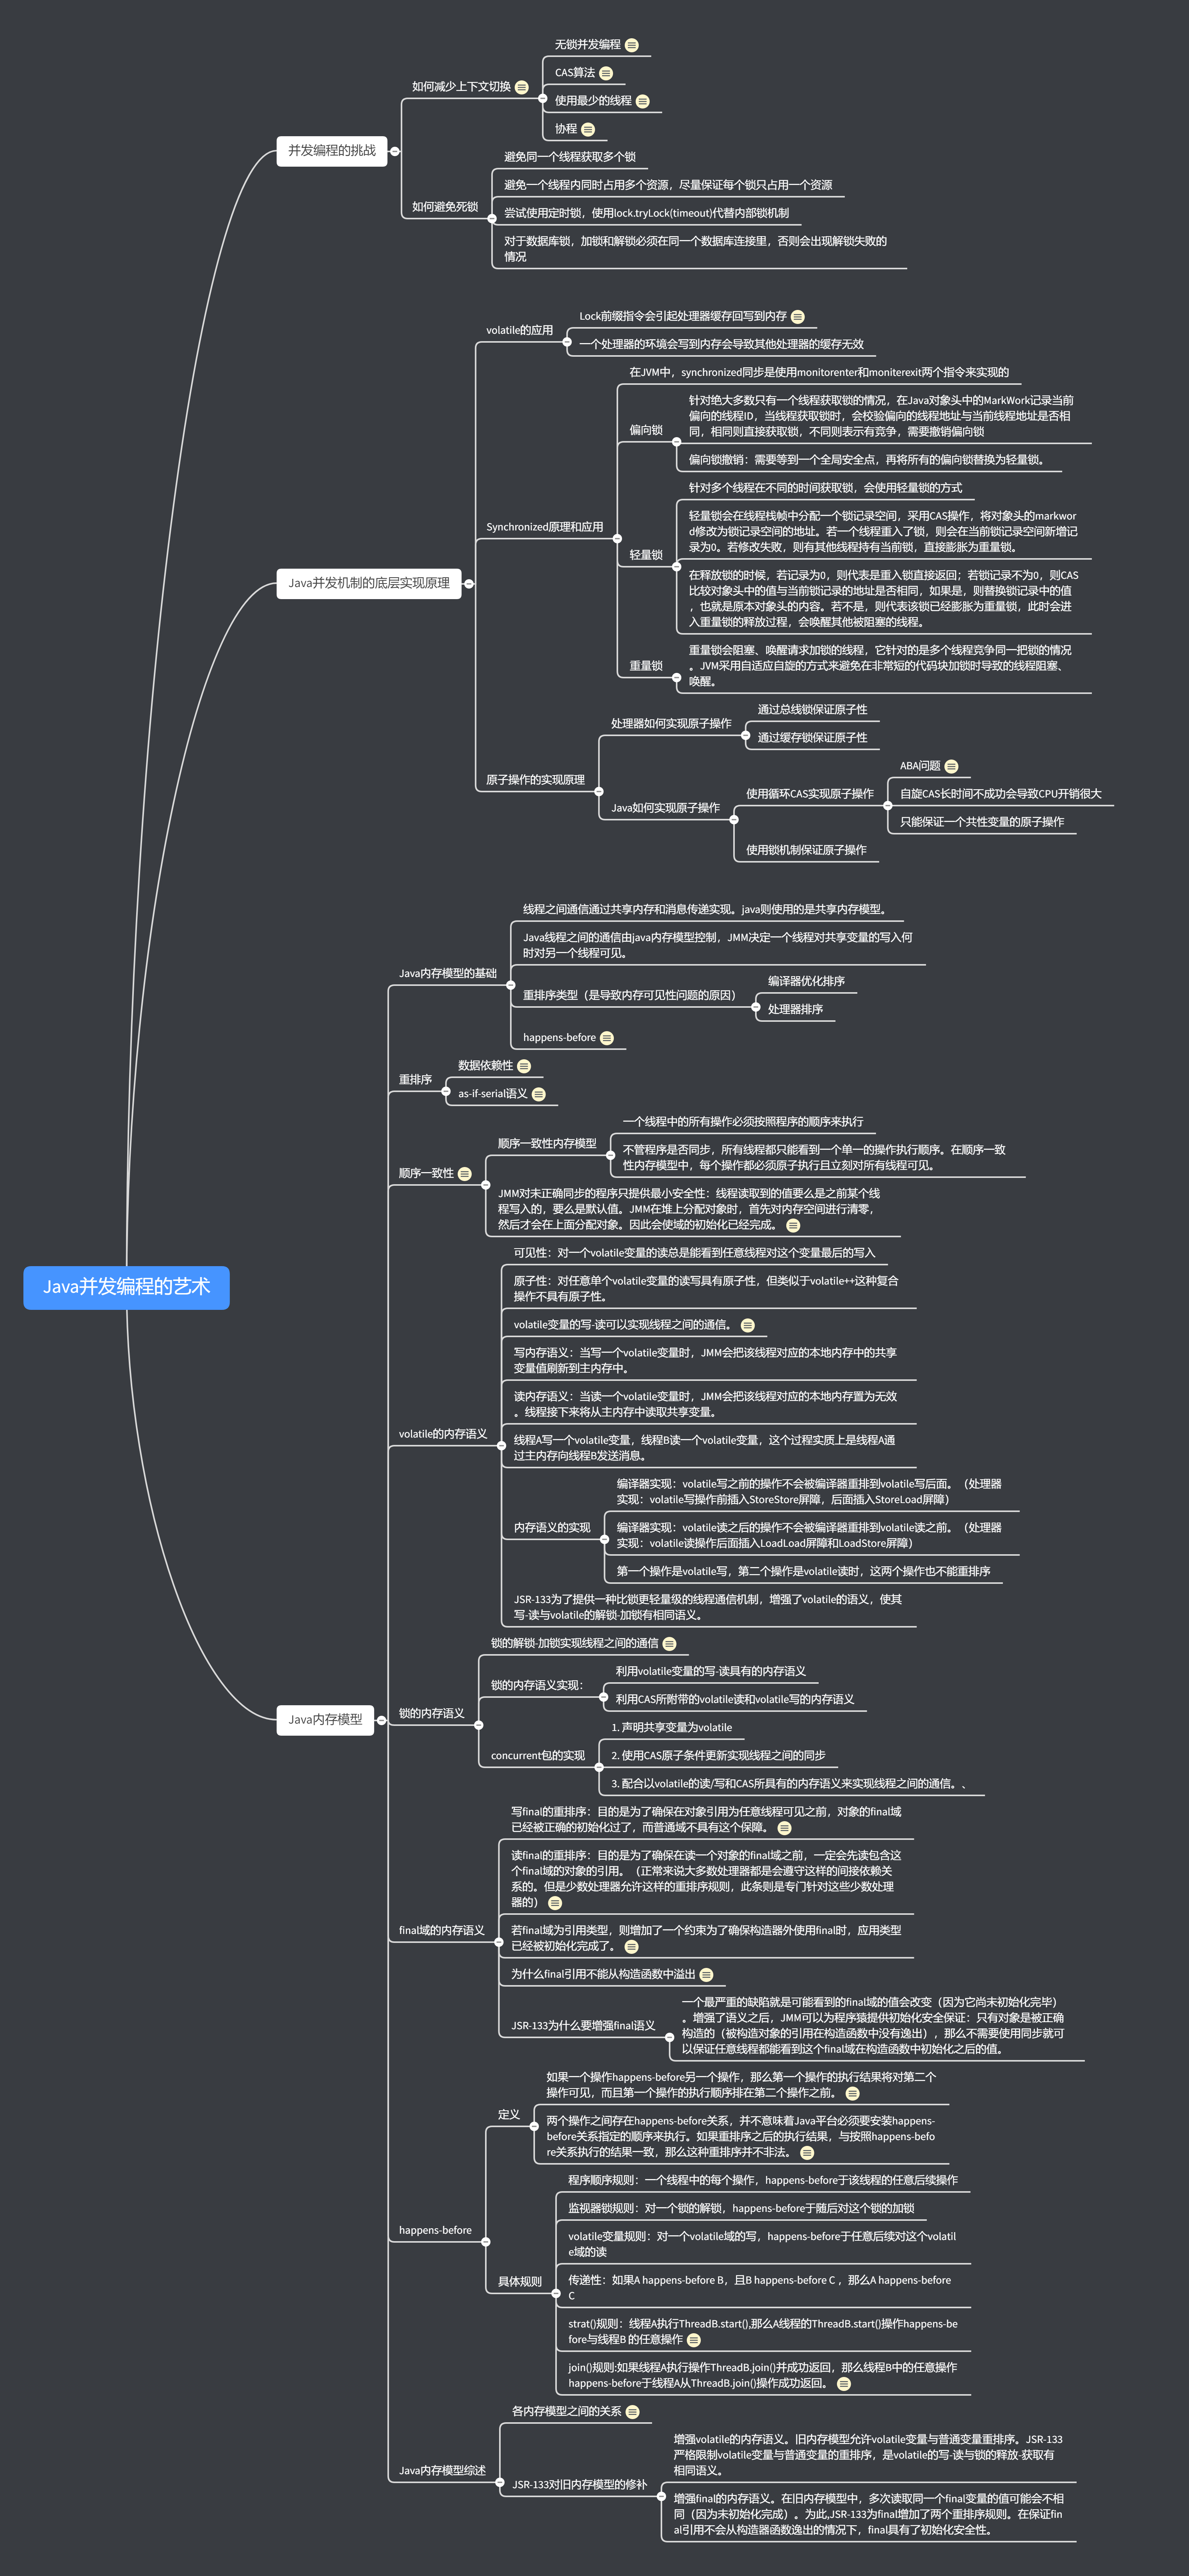 无锁并发编程
CAS算法
如何减少上下文切换
使用最少的线程
协程
并发编程的挑战
避免同一个线程获取多个锁
避免一个线程内同时占用多个资源，尽量保证每个锁只占用一个资源
如何避免死锁
尝试使用定时锁，使用lock.tryLock(timeout)代替内部锁机制
对于数据库锁，加锁和解锁必须在同一个数据库连接里，否则会出现解锁失败的
情况
Lock前缀指令会引起处理器缓存回写到内存
volatile的应用
一个处理器的环境会写到内存会导致其他处理器的缓存无效
在JVM中，synchronized同步是使用monitorenter和moniterexit两个指令来实现的
针对绝大多数只有一个线程获取锁的情况，在Java对象头中的MarkWork记录当前
偏向的线程ID，当线程获取锁时，会校验偏向的线程地址与当前线程地址是否相
同，相同则直接获取锁，不同则表示有竞争，需要撤销偏向锁
偏向锁
偏向锁撤销：需要等到一个全局安全点，再将所有的偏向锁替换为轻量锁。
针对多个线程在不同的时间获取锁，会使用轻量锁的方式
Synchronized原理和应用
轻量锁会在线程栈帧中分配一个锁记录空间，采用CAS操作，将对象头的markwor
d修改为锁记录空间的地址。若一个线程重入了锁，则会在当前锁记录空间新增记
录为0。若修改失败，则有其他线程持有当前锁，直接膨胀为重量锁。
轻量锁
在释放锁的时候，若记录为0，则代表是重入锁直接返回；若锁记录不为0，则CAS
比较对象头中的值与当前锁记录的地址是否相同，如果是，则替换锁记录中的值
，也就是原本对象头的内容。若不是，则代表该锁已经膨胀为重量锁，此时会进
入重量锁的释放过程，会唤醒其他被阻塞的线程。
Java并发机制的底层实现原理
重量锁会阻塞、唤醒请求加锁的线程，它针对的是多个线程竞争同一把锁的情况
。JVM采用自适应自旋的方式来避免在非常短的代码块加锁时导致的线程阻塞、
唤醒。
重量锁
通过总线锁保证原子性
处理器如何实现原子操作
通过缓存锁保证原子性
原子操作的实现原理
ABA问题
使用循环CAS实现原子操作
自旋CAS长时间不成功会导致CPU开销很大
Java如何实现原子操作
只能保证一个共性变量的原子操作
使用锁机制保证原子操作
线程之间通信通过共享内存和消息传递实现。java则使用的是共享内存模型。
Java线程之间的通信由java内存模型控制，JMM决定一个线程对共享变量的写入何
时对另一个线程可见。
Java内存模型的基础
编译器优化排序
重排序类型（是导致内存可见性问题的原因）
处理器排序
happens-before
数据依赖性
重排序
as-if-serial语义
一个线程中的所有操作必须按照程序的顺序来执行
顺序一致性内存模型
不管程序是否同步，所有线程都只能看到一个单一的操作执行顺序。在顺序一致
性内存模型中，每个操作都必须原子执行且立刻对所有线程可见。
顺序一致性
JMM对未正确同步的程序只提供最小安全性：线程读取到的值要么是之前某个线
程写入的，要么是默认值。JMM在堆上分配对象时，首先对内存空间进行清零，
然后才会在上面分配对象。因此会使域的初始化已经完成。
可见性：对一个volatile变量的读总是能看到任意线程对这个变量最后的写入
Java并发编程的艺术
原子性：对任意单个volatile变量的读写具有原子性，但类似于volatile++这种复合
操作不具有原子性。
volatile变量的写-读可以实现线程之间的通信。
写内存语义：当写一个volatile变量时，JMM会把该线程对应的本地内存中的共享
变量值刷新到主内存中。
读内存语义：当读一个volatile变量时，JMM会把该线程对应的本地内存置为无效
。线程接下来将从主内存中读取共享变量。
volatile的内存语义
线程A写一个volatile变量，线程B读一个volatile变量，这个过程实质上是线程A通
过主内存向线程B发送消息。
编译器实现：volatile写之前的操作不会被编译器重排到volatile写后面。（处理器
实现：volatile写操作前插入StoreStore屏障，后面插入StoreLoad屏障）
内存语义的实现
编译器实现：volatile读之后的操作不会被编译器重排到volatile读之前。（处理器
实现：volatile读操作后面插入LoadLoad屏障和LoadStore屏障）
第一个操作是volatile写，第二个操作是volatile读时，这两个操作也不能重排序
JSR-133为了提供一种比锁更轻量级的线程通信机制，增强了volatile的语义，使其
写-读与volatile的解锁-加锁有相同语义。
锁的解锁-加锁实现线程之间的通信
利用volatile变量的写-读具有的内存语义
锁的内存语义实现：
利用CAS所附带的volatile读和volatile写的内存语义
锁的内存语义
Java内存模型
1. 声明共享变量为volatile
concurrent包的实现
2. 使用CAS原子条件更新实现线程之间的同步
3. 配合以volatile的读/写和CAS所具有的内存语义来实现线程之间的通信。、
写final的重排序：目的是为了确保在对象引用为任意线程可见之前，对象的final域
已经被正确的初始化过了，而普通域不具有这个保障。
读final的重排序：目的是为了确保在读一个对象的final域之前，一定会先读包含这
个final域的对象的引用。（正常来说大多数处理器都是会遵守这样的间接依赖关
系的。但是少数处理器允许这样的重排序规则，此条则是专门针对这些少数处理
器的）
final域的内存语义
若final域为引用类型，则增加了一个约束为了确保构造器外使用final时，应用类型
已经被初始化完成了。
为什么final引用不能从构造函数中溢出
一个最严重的缺陷就是可能看到的final域的值会改变（因为它尚未初始化完毕）
。增强了语义之后，JMM可以为程序猿提供初始化安全保证：只有对象是被正确
构造的（被构造对象的引用在构造函数中没有逸出），那么不需要使用同步就可
以保证任意线程都能看到这个final域在构造函数中初始化之后的值。
JSR-133为什么要增强final语义
如果一个操作happens-before另一个操作，那么第一个操作的执行结果将对第二个
操作可见，而且第一个操作的执行顺序排在第二个操作之前。
定义
两个操作之间存在happens-before关系，并不意味着Java平台必须要安装happens-
before关系指定的顺序来执行。如果重排序之后的执行结果，与按照happens-befo
re关系执行的结果一致，那么这种重排序并不非法。
程序顺序规则：一个线程中的每个操作，happens-before于该线程的任意后续操作
监视器锁规则：对一个锁的解锁，happens-before于随后对这个锁的加锁
happens-before
volatile变量规则：对一个volatile域的写，happens-before于任意后续对这个volatil
e域的读
具体规则
传递性：如果A happens-before B，且B happens-before C ，那么A happens-before
C
strat()规则：线程A执行ThreadB.start(),那么A线程的ThreadB.start()操作happens-be
fore与线程B 的任意操作
join()规则:如果线程A执行操作ThreadB.join()并成功返回，那么线程B中的任意操作
happens-before于线程A从ThreadB.join()操作成功返回。
各内存模型之间的关系
Java内存模型综述
增强volatile的内存语义。旧内存模型允许volatile变量与普通变量重排序。JSR-133
严格限制volatile变量与普通变量的重排序，是volatile的写-读与锁的释放-获取有
相同语义。
JSR-133对旧内存模型的修补
增强final的内存语义。在旧内存模型中，多次读取同一个final变量的值可能会不相
同（因为未初始化完成）。为此,JSR-133为final增加了两个重排序规则。在保证fin
al引用不会从构造器函数逸出的情况下，final具有了初始化安全性。